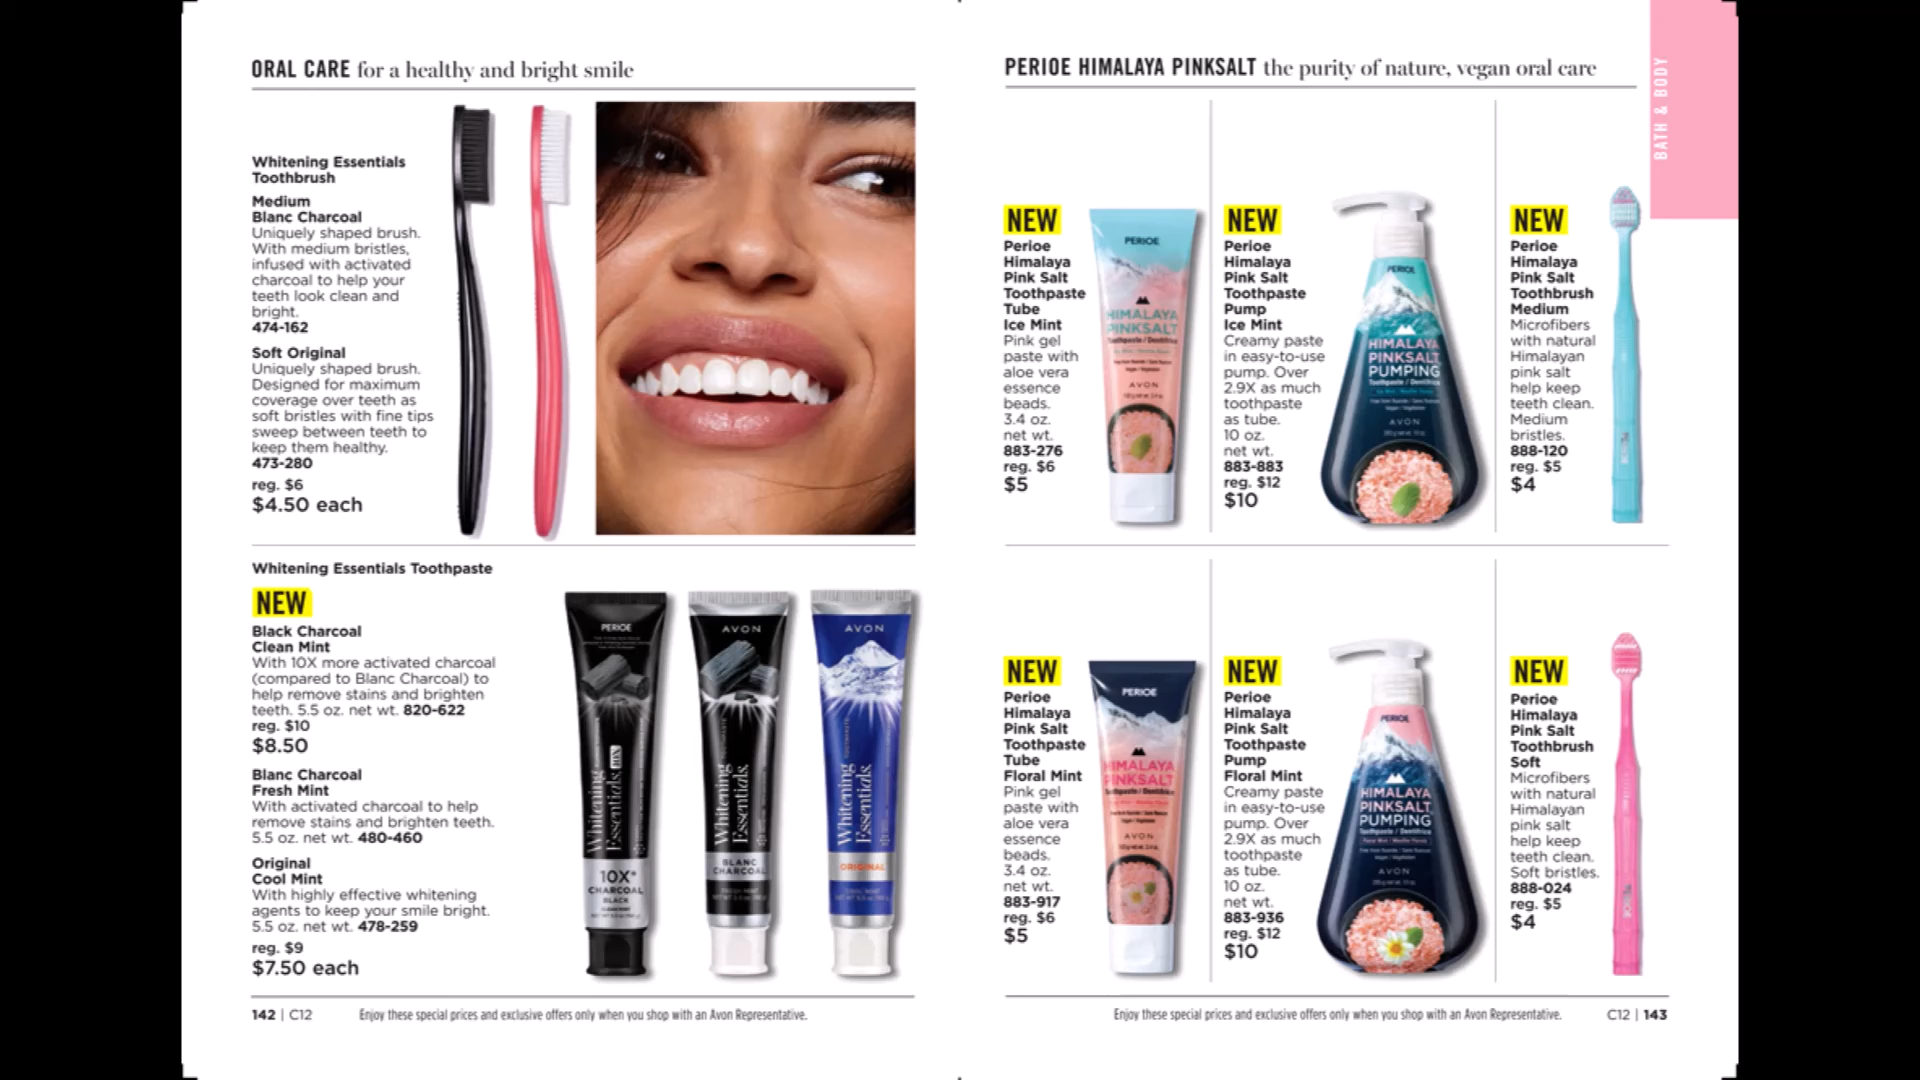 ORAL CARE for a healthy and bright smile
Whitening Essentials
Toothbrush
Medium
Blanc Charcoal
Uniquely shaped brush.
With medium bristles,
infused with activated
charcoal to help your
teeth look clean and
bright.
474-162
Soft Original
Uniquely shaped brush.
Designed for maximum
coverage over teeth as
soft bristles with fine tips
sweep between teeth to
keep them healthy.
473-280
reg. $6
$4.50 each
Whitening Essentials Toothpaste
NEW
Black Charcoal
Clean Mint
With 10X more activated charcoal
(compared to Blanc Charcoal) to
help remove stains and brighten
teeth. 5.5 oz. net wt. 820-622
reg. $10
$8.50
Blanc Charcoal
Fresh Mint
With activated charcoal to help
remove stains and brighten teeth.
5.5 oz. net wt. 480-460
Original
Cool Mint
With highly effective whitening
agents to keep your smile bright.
5.5 oz. net wt. 478-259
reg. $9
$7.50 each
PERIOE
Whitening
Essentials.
10X*
CHARCOAL
BLACK
AVON
Whitening
Essentials.
BLANC
CHARCOAL
AVON
Whitening
Essentials.
ORIGINAL
142 | C12
Enjoy these special prices and exclusive offers only when you shop with an Avon Representative.
PERIOE HIMALAYA PINKSALT the purity of nature, vegan oral care
BATH & BODY
NEW
Perioe
Himalaya
Pink Salt
Toothpaste
Tube
Ice Mint
Pink gel
paste with
aloe vera
essence
beads.
3.4 oz.
net wt.
883-276
reg. $6
$5
PERIOE
HIMALAYA
PINKSALT
Toothpaste / Dentifrice
AVON
NEW
Perioe
Himalaya
Pink Salt
Toothpaste
Pump
Ice Mint
Creamy paste
in easy-to-use
pump. Over
2.9X as much
toothpaste
as tube.
10 oz.
net wt.
883-883
reg. $12
$10
PERIOE
HIMALAYA
PINKSALT
PUMPING
Toothpaste / Dentifrice
AVON
NEW
Perioe
Himalaya
Pink Salt
Toothbrush
Medium
Microfibers
with natural
Himalayan
pink salt
help keep
teeth clean.
Medium
bristles.
888-120
reg. $5
$4
NEW
Perioe
Himalaya
Pink Salt
Toothpaste
Tube
Floral Mint
Pink gel
paste with
aloe vera
essence
beads.
3.4 oz.
net wt.
883-917
reg. $6
$5
PERIOE
HIMALAYA
PINKSALT
Toothpaste / Dentifrice
AVON
NEW
Perioe
Himalaya
Pink Salt
Toothpaste
Pump
Floral Mint
Creamy paste
in easy-to-use
pump. Over
2.9X as much
toothpaste
as tube.
10 oz.
net wt.
883-936
reg. $12
$10
PERIOE
HIMALAYA
PINKSALT
PUMPING
Toothpaste / Dentifrice
AVON
NEW
Perioe
Himalaya
Pink Salt
Toothbrush
Soft
Microfibers
with natural
Himalayan
pink salt
help keep
teeth clean.
Soft bristles.
888-024
reg. $5
$4
Enjoy these special prices and exclusive offers only when you shop with an Avon Representative.
C12 | 143